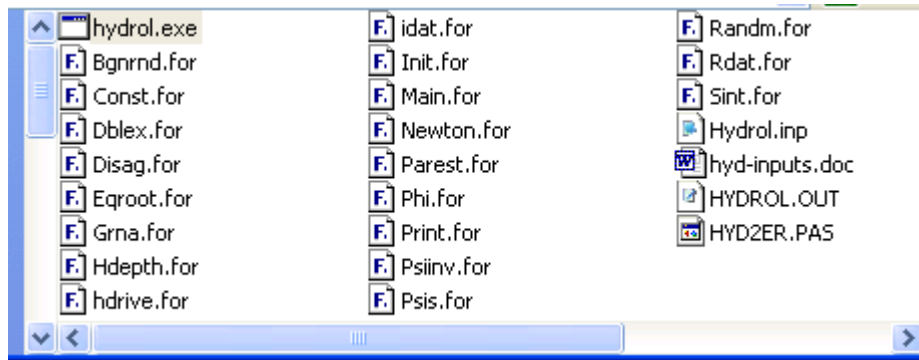 hydrol.exe
Bgnrnd.for
Const.for
Dblex.for
Disag.for
Eqroot.for
Grna.for
Hdepth.for
hdrive.for
idat.for
Init.for
Main.for
Newton.for
Parest.for
Phi.for
Print.for
Psiinv.for
Psis.for
Randm.for
Rdat.for
Sint.for
Hydrol.inp
hyd-inputs.doc
HYDROL.OUT
HYD2ER.PAS